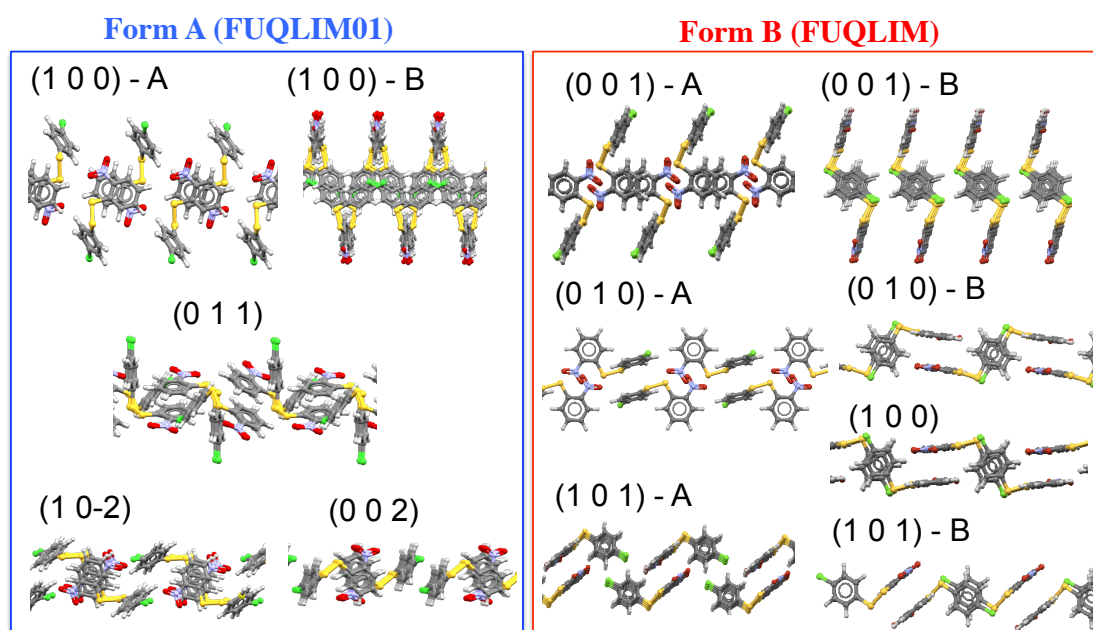 Form A (FUQLIM01)
(1 0 0) - A
(1 0 0) - B
(0 1 1)
(1 0-2)
(0 0 2)
Form B (FUQLIM)
(0 0 1) - A
(0 0 1) - B
(0 1 0) - A
(0 1 0) - B
(1 0 0)
(1 0 1) - A
(1 0 1) - B